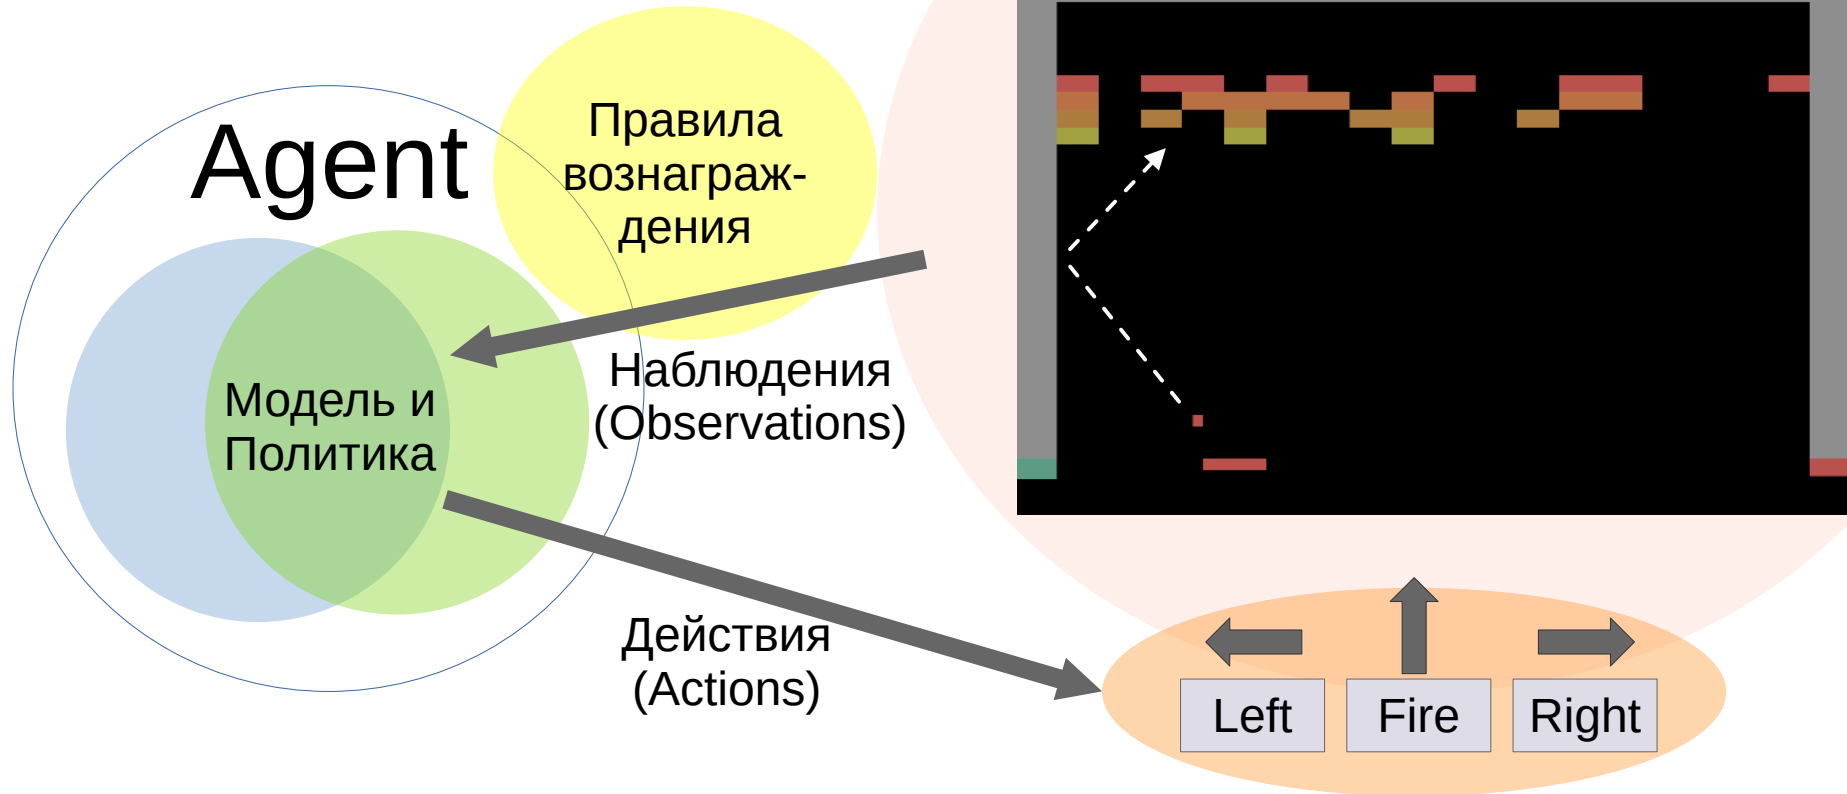 Agent
Правила
вознаграж-
дения
Модель и
Политика
Наблюдения
(Observations)
Действия
(Actions)
Left
Fire
Right